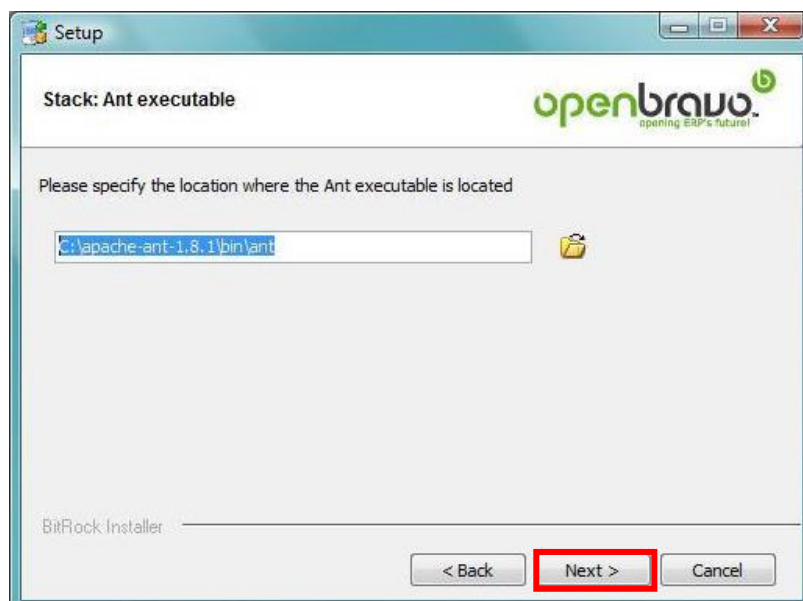 Setup
Stack: Ant executable
openbravo
opening ERP's future!
Please specify the location where the Ant executable is located
C:\apache-ant-1.8.1\bin\ant
BitRock Installer
< Back
Next >
Cancel